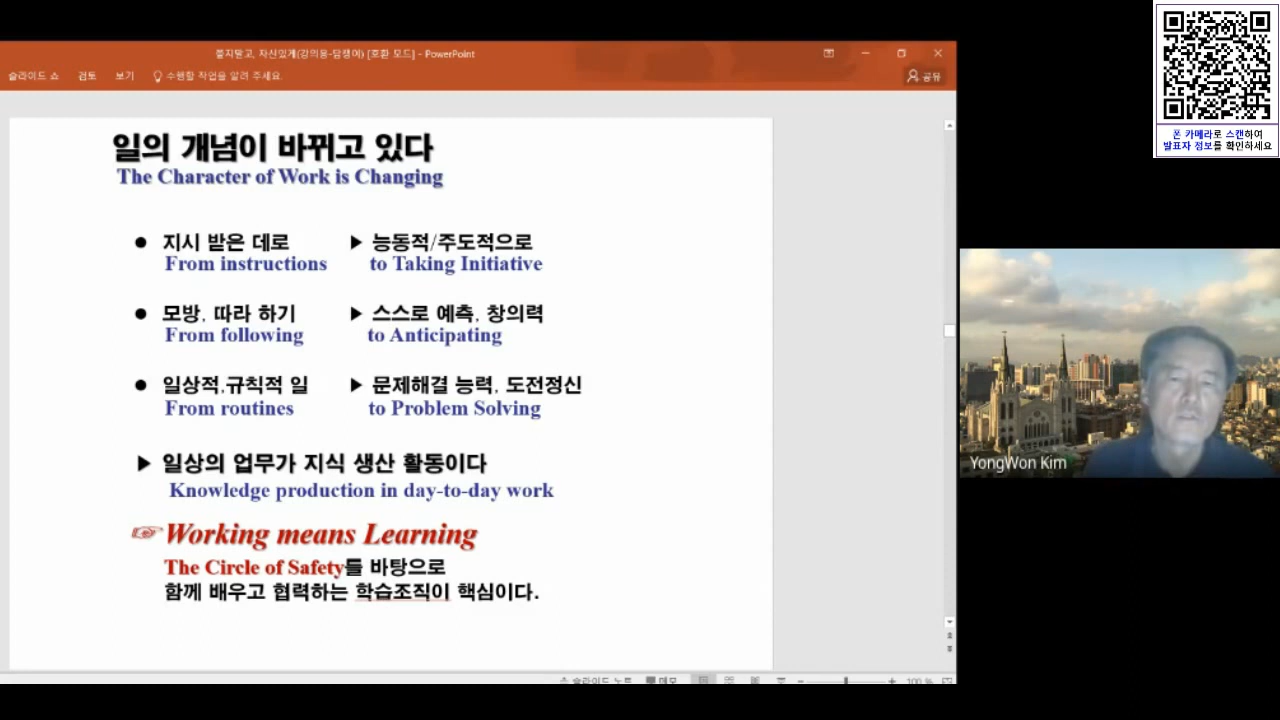 쫄지말고, 자신있게(강의용-담쟁이) [호환 모드] - PowerPoint
슬라이드 쇼 검토 보기 수행할 작업을 알려 주세요. 공유
폰 카메라로 스캔하여
발표자 정보를 확인하세요
일의 개념이 바뀌고 있다
The Character of Work is Changing
● 지시 받은 데로 ▶ 능동적/주도적으로
From instructions to Taking Initiative
● 모방, 따라 하기 ▶ 스스로 예측, 창의력
From following to Anticipating
● 일상적,규칙적 일 ▶ 문제해결 능력, 도전정신
From routines to Problem Solving
▶ 일상의 업무가 지식 생산 활동이다
Knowledge production in day-to-day work
☞ Working means Learning
The Circle of Safety를 바탕으로
함께 배우고 협력하는 학습조직이 핵심이다.
YongWon Kim
슬라이드 노트 메모 100 %